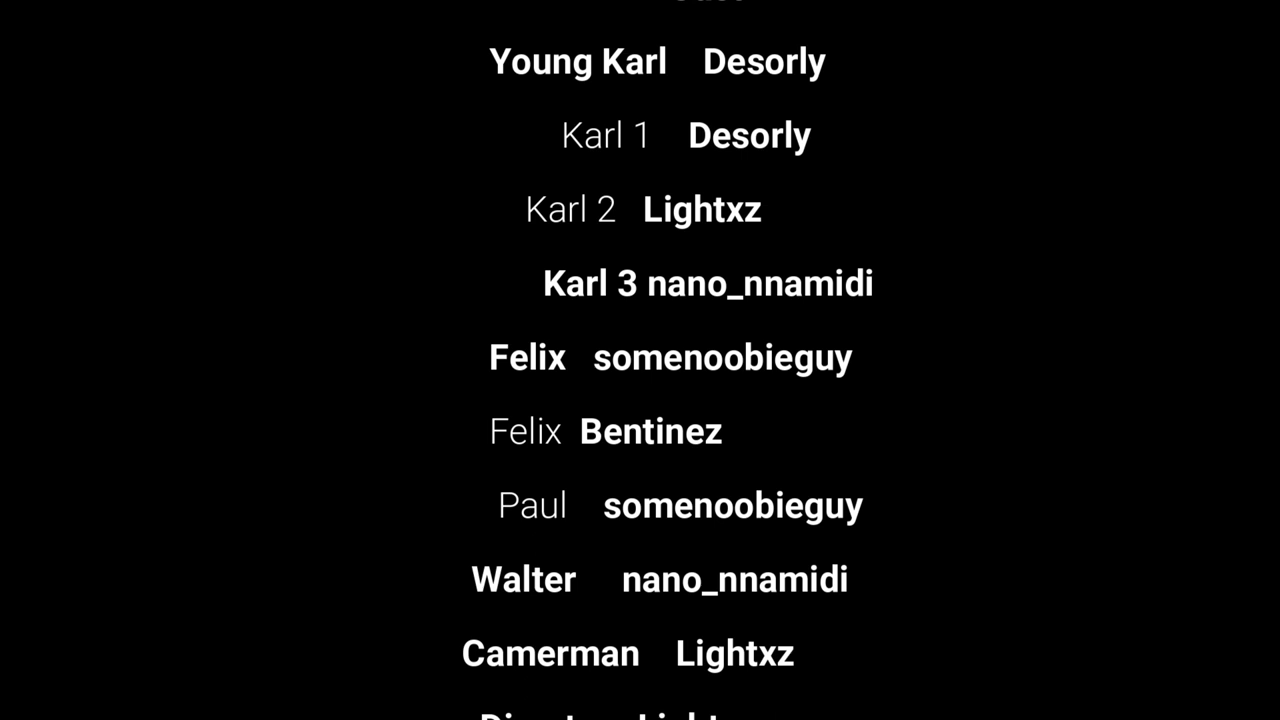 Young Karl Desorly
Karl 1 Desorly
Karl 2 Lightxz
Karl 3 nano_nnamidi
Felix somenoobieguy
Felix Bentinez
Paul somenoobieguy
Walter nano_nnamidi
Camerman Lightxz